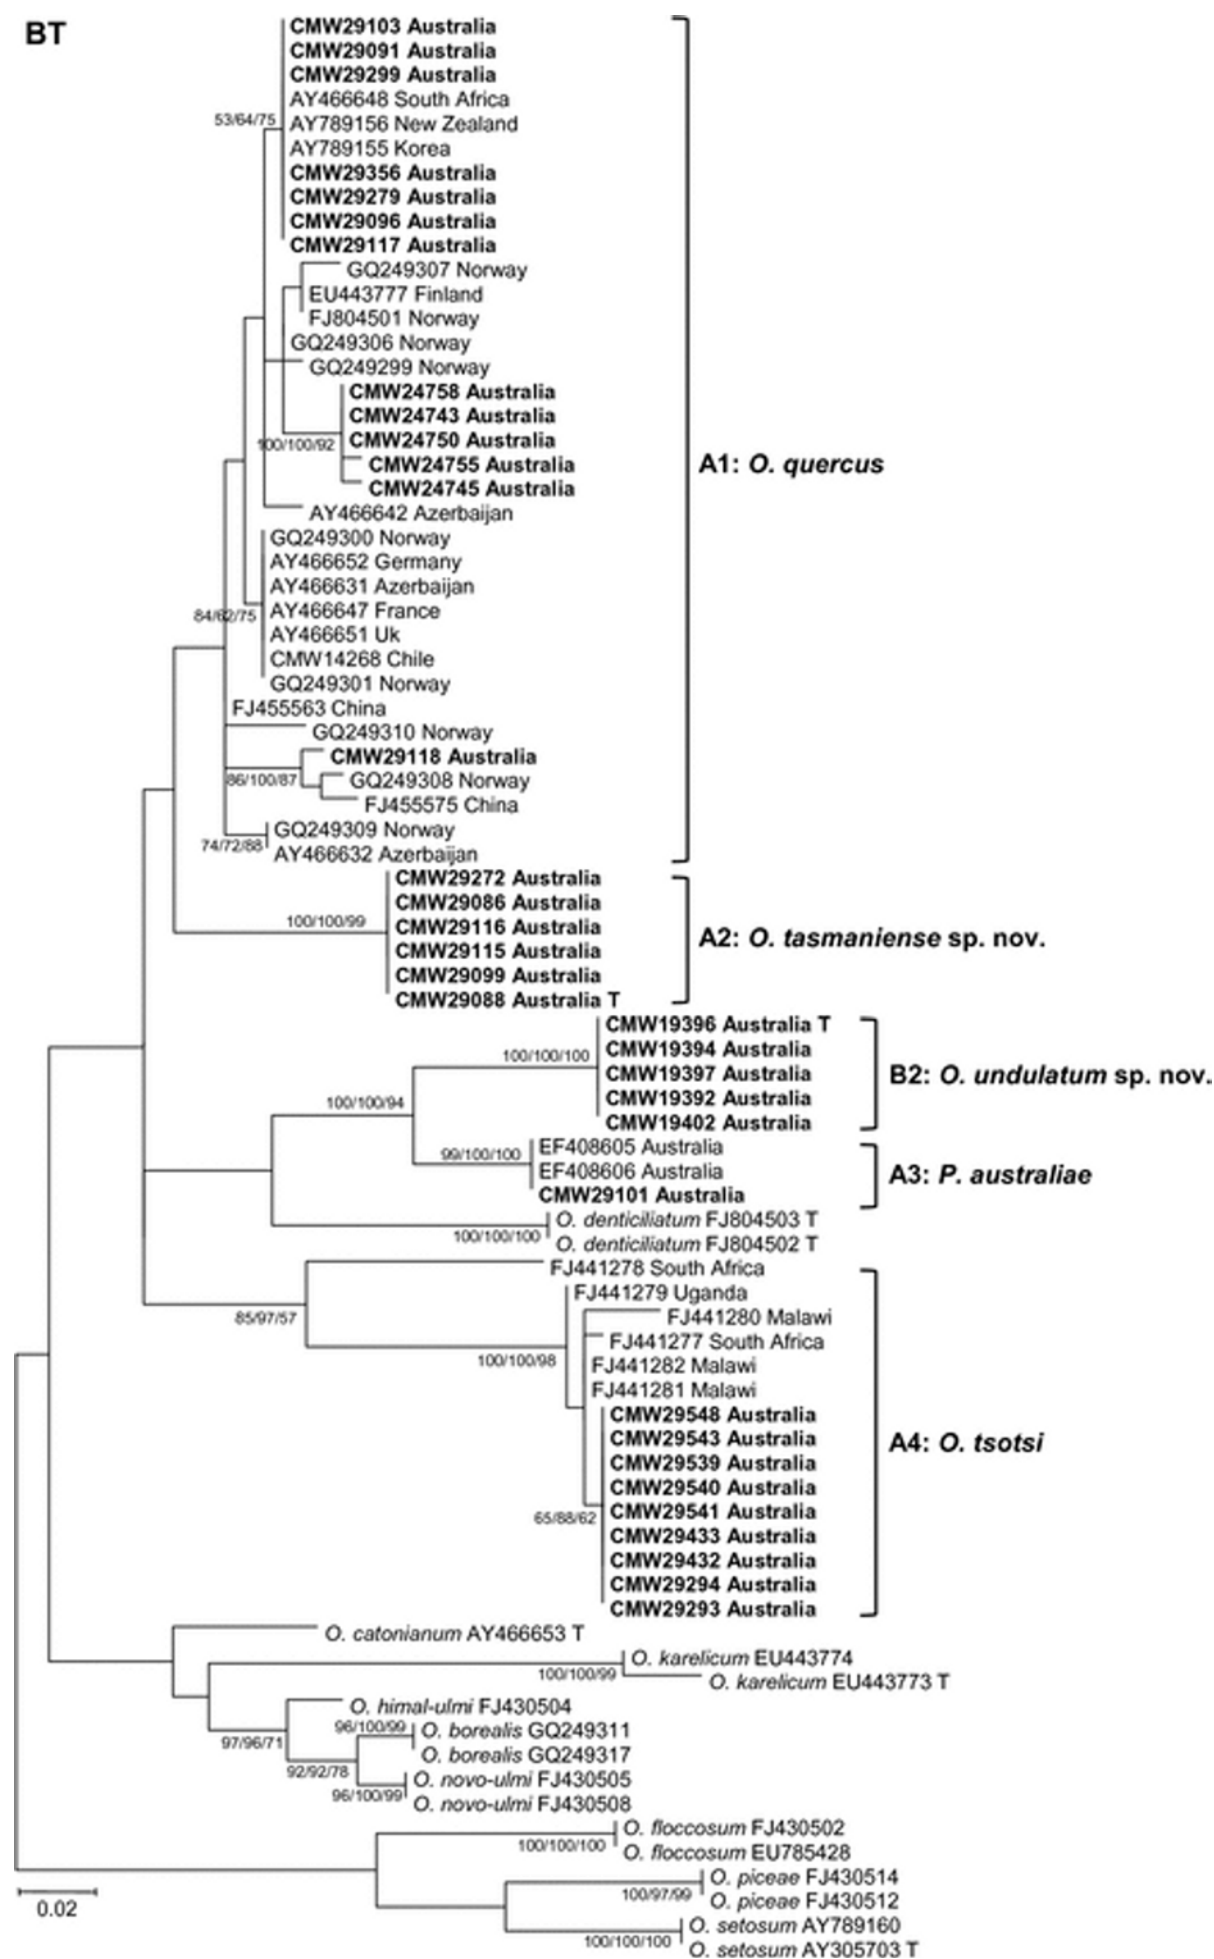 BT
CMW29103 Australia
CMW29091 Australia
CMW29299 Australia
AY466648 South Africa
53/64/75
AY789156 New Zealand
AY789155 Korea
CMW29356 Australia
CMW29279 Australia
CMW29096 Australia
CMW29117 Australia
GQ249307 Norway
EU443777 Finland
FJ804501 Norway
GQ249306 Norway
GQ249299 Norway
CMW24758 Australia
CMW24743 Australia
CMW24750 Australia
100/100/92
CMW24755 Australia
A1: O. quercus
CMW24745 Australia
AY466642 Azerbaijan
GQ249300 Norway
AY466652 Germany
AY466631 Azerbaijan
AY466647 France
84/62/75
AY466651 Uk
CMW14268 Chile
GQ249301 Norway
FJ455563 China
GQ249310 Norway
CMW29118 Australia
86/100/87
GQ249308 Norway
FJ455575 China
GQ249309 Norway
74/72/88
AY466632 Azerbaijan
CMW29272 Australia
CMW29086 Australia
100/100/99
CMW29116 Australia
A2: O. tasmaniense sp. nov.
CMW29115 Australia
CMW29099 Australia
CMW29088 Australia T
CMW19396 Australia T
100/100/100
CMW19394 Australia
CMW19397 Australia
B2: O. undulatum sp. nov.
CMW19392 Australia
100/100/94
CMW19402 Australia
EF408605 Australia
99/100/100
EF408606 Australia
A3: P. australiae
CMW29101 Australia
O. denticiliatum FJ804503 T
100/100/100
O. denticiliatum FJ804502 T
FJ441278 South Africa
FJ441279 Uganda
85/97/57
FJ441280 Malawi
FJ441277 South Africa
100/100/98
FJ441282 Malawi
FJ441281 Malawi
CMW29548 Australia
CMW29543 Australia
A4: O. tsotsi
CMW29539 Australia
CMW29540 Australia
CMW29541 Australia
65/88/62
CMW29433 Australia
CMW29432 Australia
CMW29294 Australia
CMW29293 Australia
O. catonianum AY466653 T
O. karelicum EU443774
100/100/99
O. karelicum EU443773 T
O. himal-ulmi FJ430504
96/100/99
O. borealis GQ249311
97/96/71
O. borealis GQ249317
92/92/78
O. novo-ulmi FJ430505
96/100/99
O. novo-ulmi FJ430508
O. floccosum FJ430502
100/100/100
O. floccosum EU785428
O. piceae FJ430514
100/97/99
O. piceae FJ430512
0.02
O. setosum AY789160
100/100/100
O. setosum AY305703 T